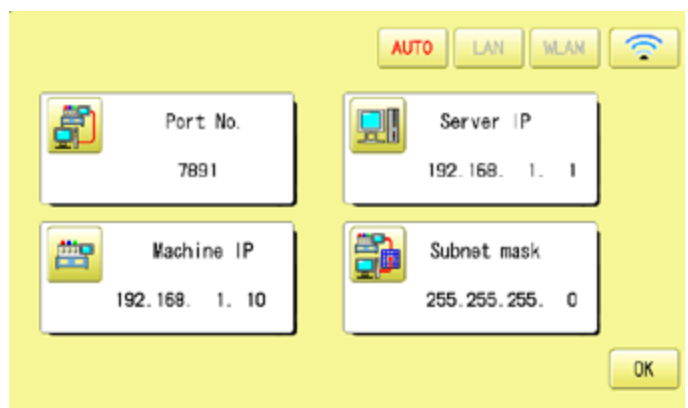 AUTO LAN WLAN
Port No.
7891
Server IP
192.168. 1. 1
Machine IP
192.168. 1. 10
Subnet mask
255.255.255. 0
OK